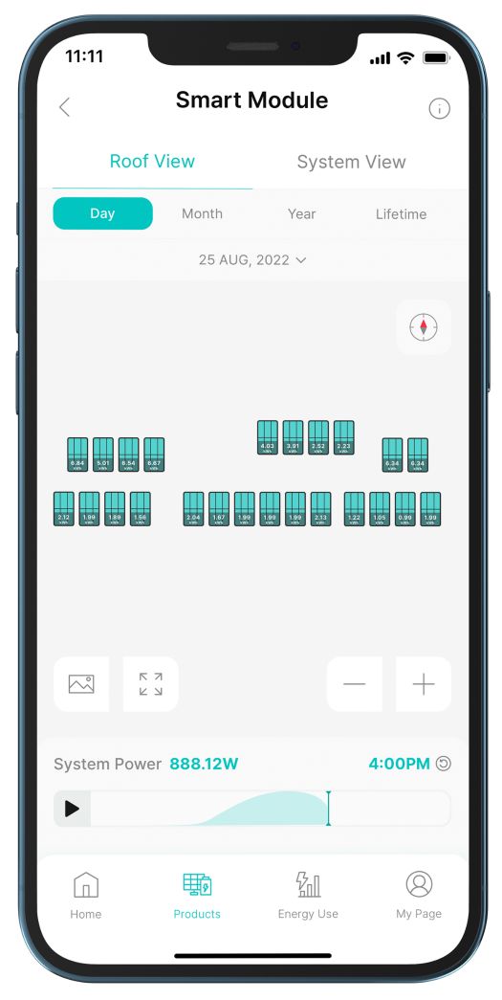 11:11
Smart Module
Roof View System View
Day Month Year Lifetime
25 AUG, 2022
4.03 3.91 2.52 2.23
kWh kWh kWh kWh
6.84 5.01 6.54 6.67 6.34 6.34
kWh kWh kWh kWh kWh kWh
2.12 1.99 1.89 1.56 2.04 1.67 1.99 1.99 1.99 2.13 1.22 1.05 0.99 1.99
kWh kWh kWh kWh kWh kWh kWh kWh kWh kWh kWh kWh kWh kWh
System Power 888.12W 4:00PM
Home Products Energy Use My Page